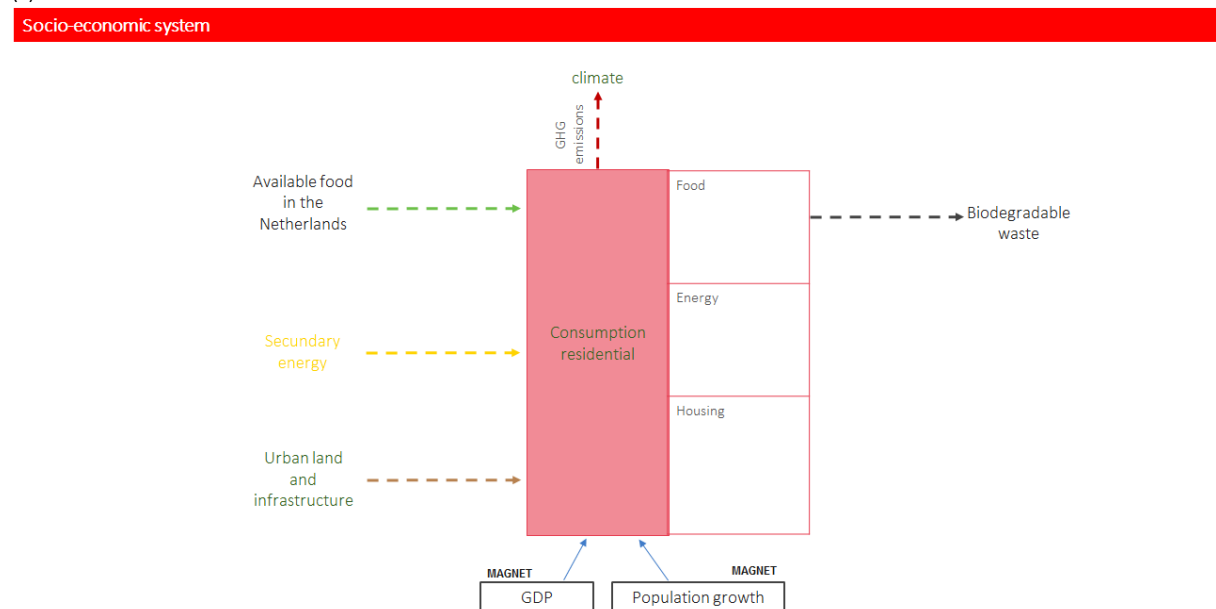 Socio-economic system
climate
GHG
emissions
Available food
in the
Netherlands
Food
Biodegradable
waste
Energy
Secundary
energy
Consumption
residential
Housing
Urban land
and
infrastructure
MAGNET
MAGNET
GDP
Population growth